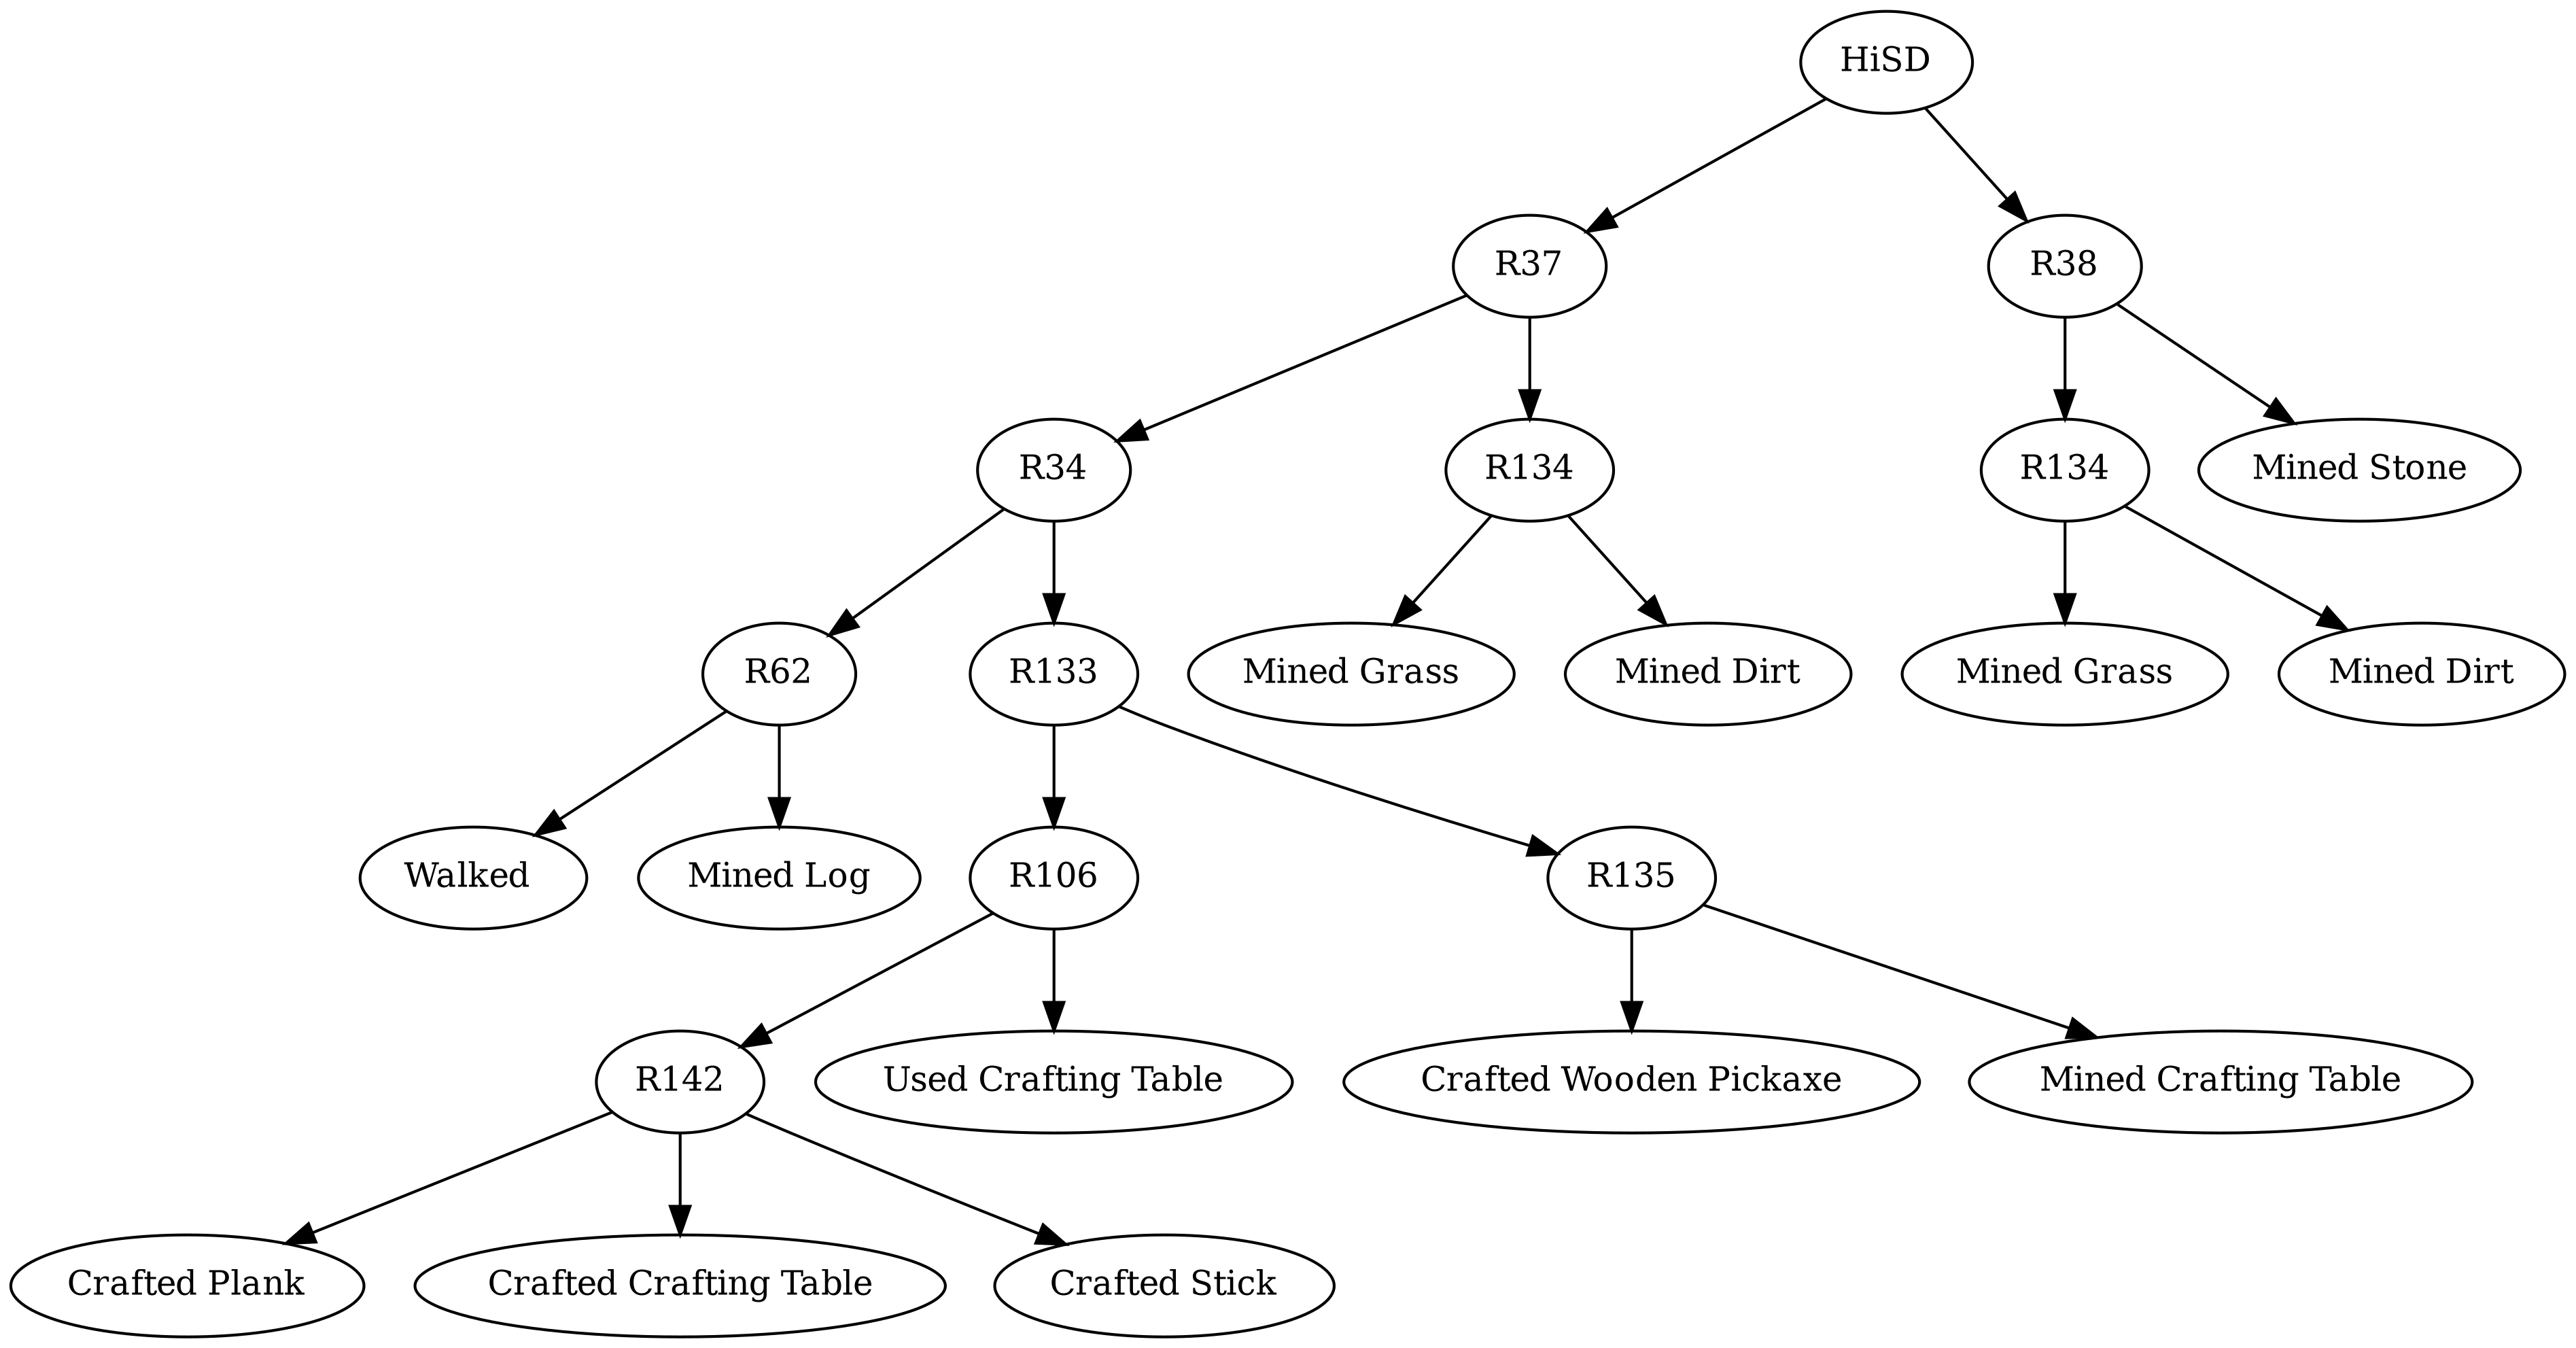 HiSD
R37
R38
R34
R134
R134
Mined Stone
R62
R133
Mined Grass
Mined Dirt
Mined Grass
Mined Dirt
Walked
Mined Log
R106
R135
R142
Used Crafting Table
Crafted Wooden Pickaxe
Mined Crafting Table
Crafted Plank
Crafted Crafting Table
Crafted Stick